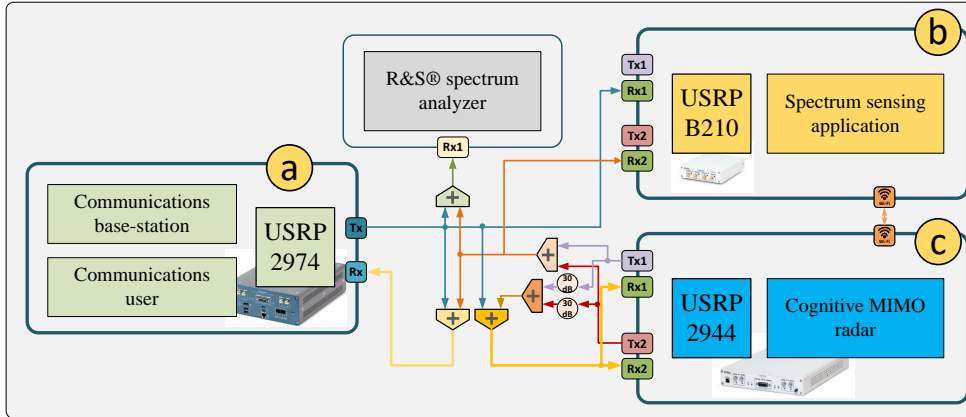 b
R&S® spectrum
analyzer
Tx1
Rx1
Tx2
Rx2
USRP
B210
Spectrum sensing
application
Rx1
a
Communications
base-station
Communications
user
USRP
2974
Tx
Rx
+
+
+
+
+
30
dB
30
dB
Wi-Fi
Wi-Fi
c
Tx1
Rx1
Tx2
Rx2
USRP
2944
Cognitive MIMO
radar